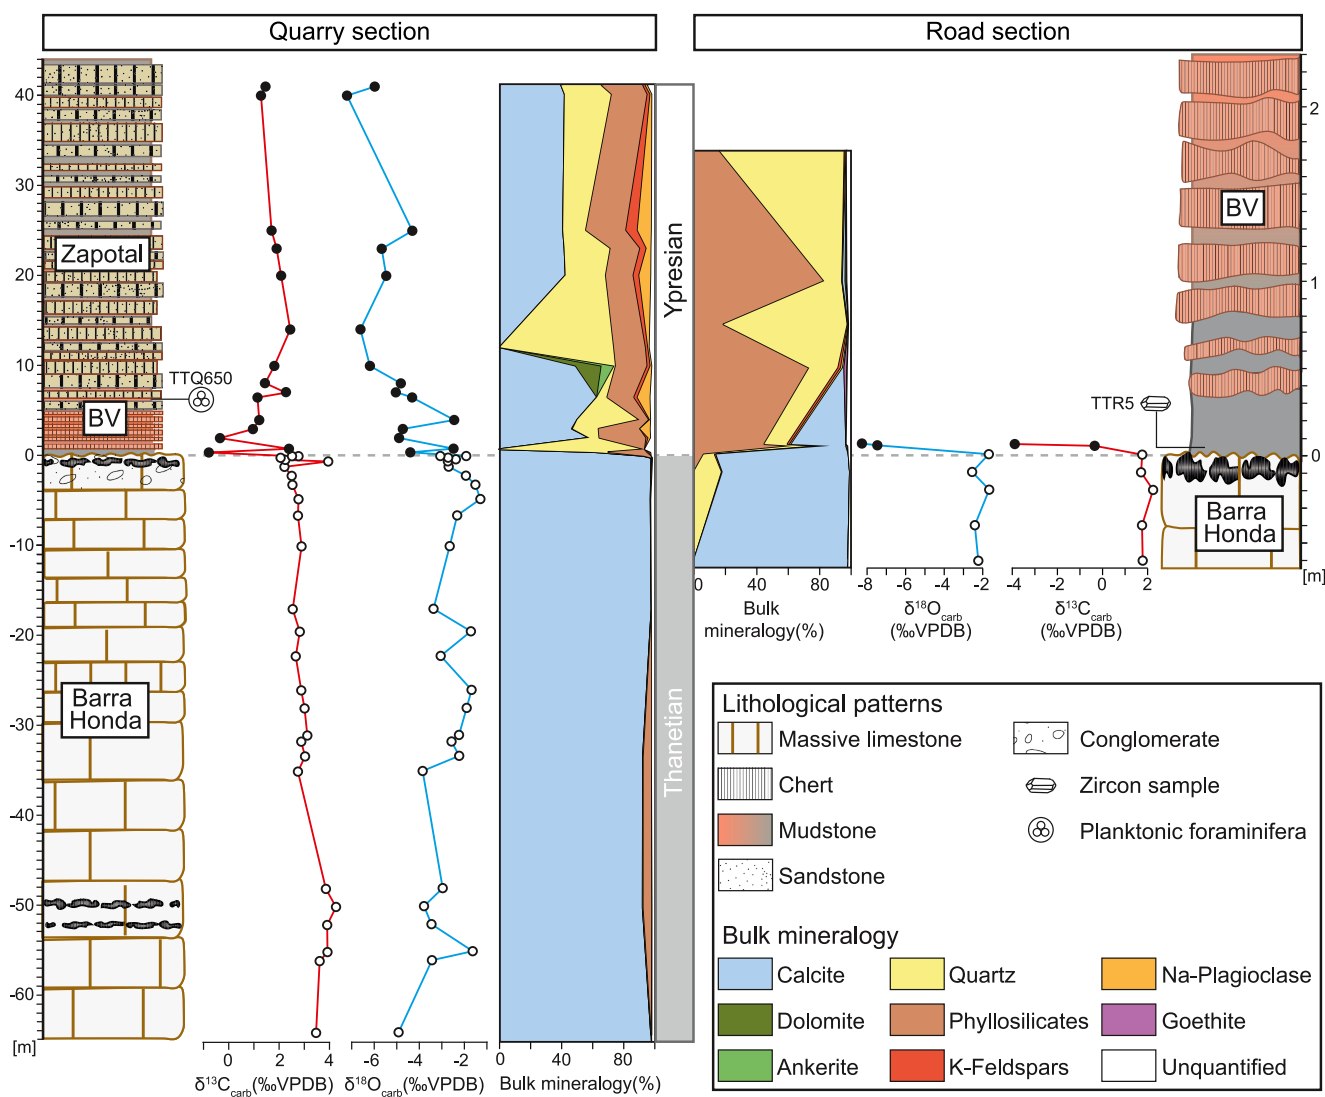 Quarry section
Road section
40
30
20
10
0
-10
-20
-30
-40
-50
-60
[m]
Zapotal
TTQ650
BV
Barra
Honda
0 2 4
δ¹³Ccarb(‰VPDB)
-6 -4 -2
δ¹⁸Ocarb(‰VPDB)
40 80
Bulk mineralogy(%)
Ypresian
Thanetian
0 40 80
Bulk
mineralogy(%)
-8 -6 -4 -2
δ¹⁸Ocarb
(‰VPDB)
-4 -2 0 2
δ¹³Ccarb
(‰VPDB)
BV
TTR5
Barra
Honda
2
1
0
[m]
Lithological patterns
Massive limestone
Conglomerate
Chert
Zircon sample
Mudstone
Planktonic foraminifera
Sandstone
Bulk mineralogy
Calcite
Quartz
Na-Plagioclase
Dolomite
Phyllosilicates
Goethite
Ankerite
K-Feldspars
Unquantified